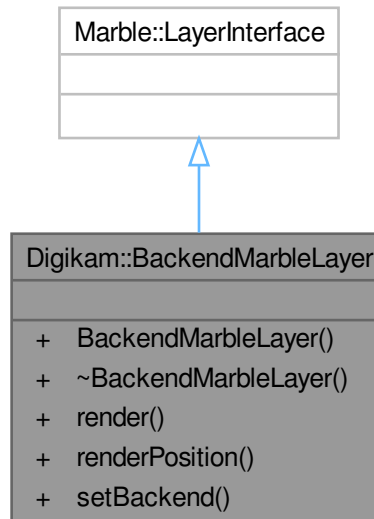 Marble::LayerInterface
Digikam::BackendMarbleLayer
+ BackendMarbleLayer()
+ ~BackendMarbleLayer()
+ render()
+ renderPosition()
+ setBackend()